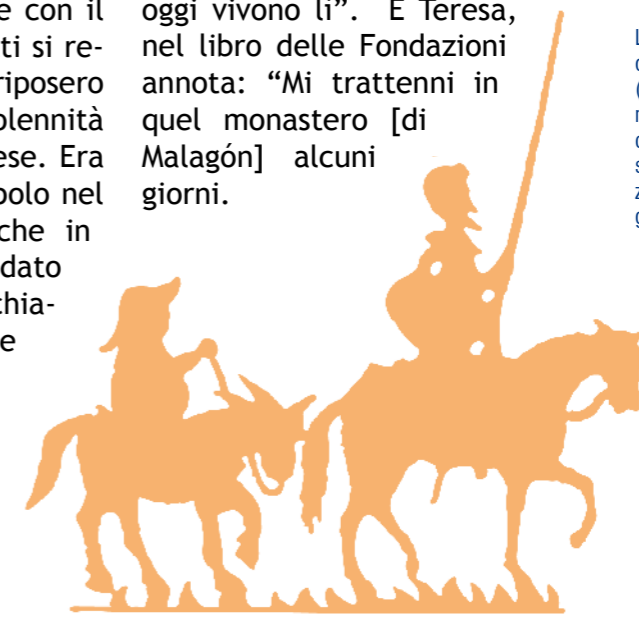 e con il
ti si re-
riposero
olennità
ese. Era
polo nel
che in
dato
chia-
e
oggi vivono lì”. E Teresa,
nel libro delle Fondazioni
annota: “Mi trattenni in
quel monastero [di
Malagón] alcuni
giorni.